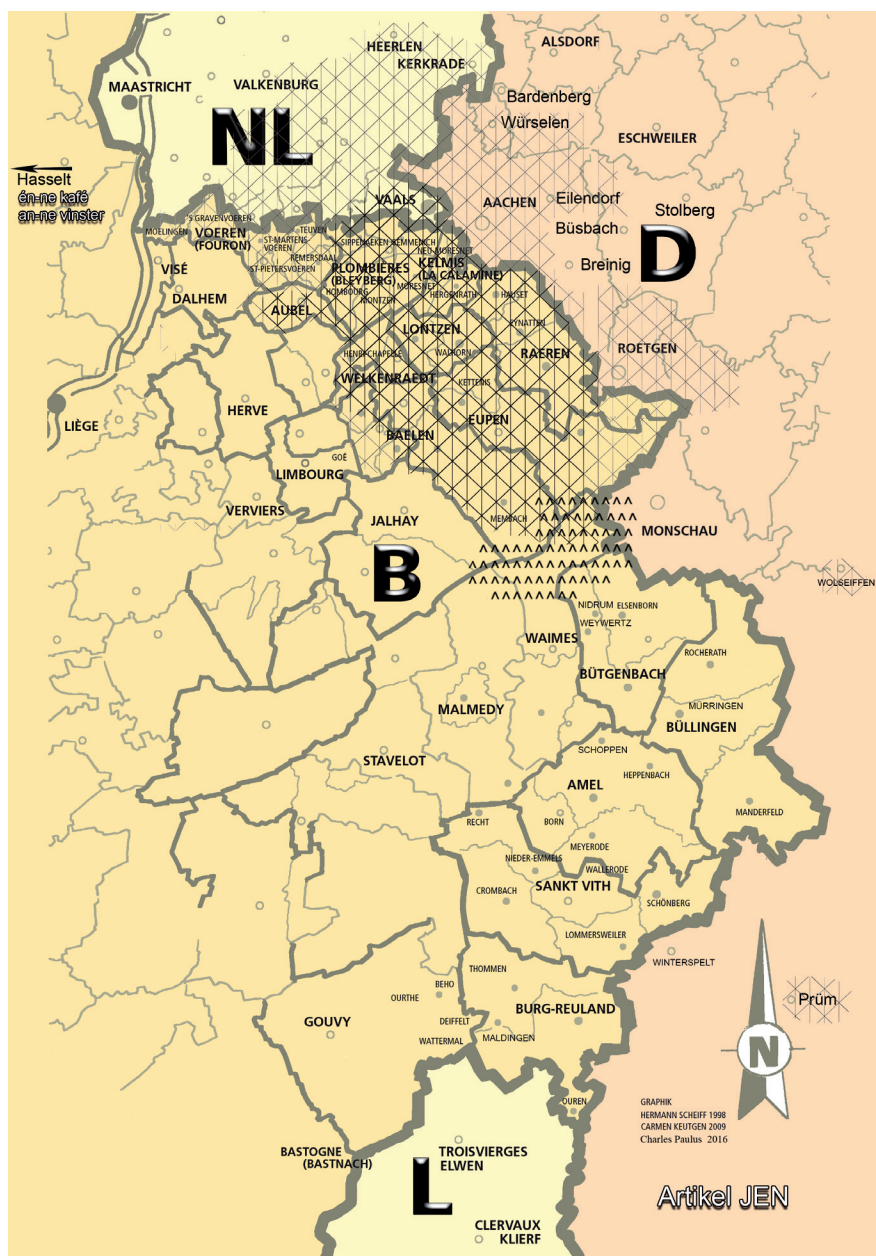 HEERLEN
KERKRADE
ALSDORF
MAASTRICHT
VALKENBURG
Bardenberg
Würselen
NL
ESCHWEILER
Hasselt
én-ne kafé
an-ne vinster
VAALS
AACHEN
Eilendorf
Stolberg
Büsbach
D
Breinig
'S GRAVENVOEREN
MOELINGEN
VOEREN
(FOURON)
TEUVEN
ST-MARTENS
VOEREN
REMERSDAAL
ST-PIETERSVOEREN
SIPPENAEKEN
GEMMENICH
NEU-MORESNET
KELMIS
(LA CALAMINE)
PLOMBIÈRES
(BLEYBERG)
HOMBOURG
MONTZEN
MORESNET
HERGENRATH
HAUSET
VISÉ
DALHEM
AUBEL
LONTZEN
EYNATTEN
ROETGEN
HENRI-CHAPELLE
WALHORN
RAEREN
WELKENRAEDT
KETTENIS
HERVE
EUPEN
LIÈGE
BAELEN
GOÉ
LIMBOURG
VERVIERS
JALHAY
MEMBACH
MONSCHAU
B
WOLSEIFFEN
NIDRUM
ELSENBORN
WEYWERTZ
WAIMES
ROCHERATH
BÜTGENBACH
MALMEDY
MÜRRINGEN
BÜLLINGEN
SCHOPPEN
STAVELOT
HEPPENBACH
AMEL
MANDERFELD
RECHT
BORN
MEYERODE
NIEDER-EMMELS
WALLERODE
CROMBACH
SANKT VITH
SCHÖNBERG
LOMMERSWEILER
WINTERSPELT
THOMMEN
BEHO
OURTHE
Prüm
GOUVY
DEIFFELT
BURG-REULAND
WATTERMAL
MALDINGEN
N
OUREN
GRAPHIK
HERMANN SCHEIFF 1998
CARMEN KEUTGEN 2009
Charles Paulus 2016
BASTOGNE
(BASTNACH)
TROISVIERGES
ELWEN
L
Artikel JEN
CLERVAUX
KLIERF